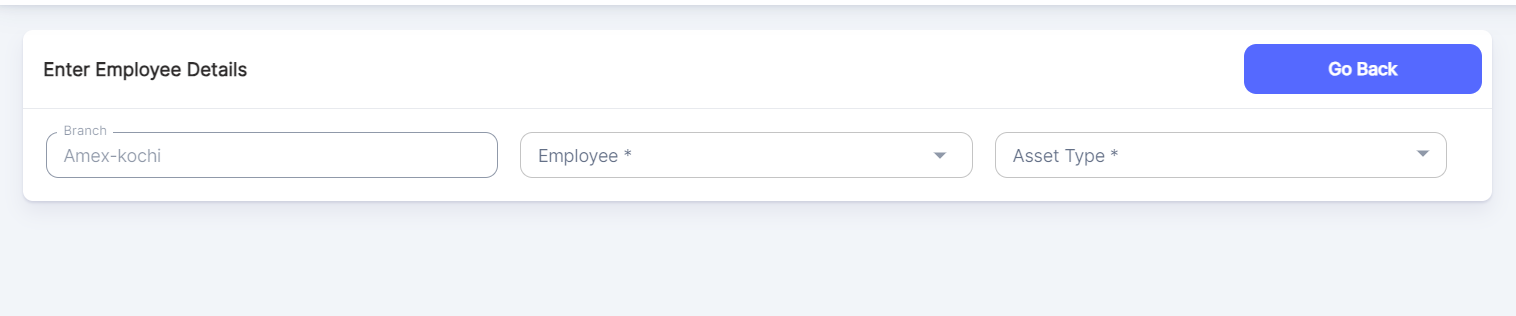 Enter Employee Details
Go Back
Branch
Amex-kochi
Employee *
Asset Type *